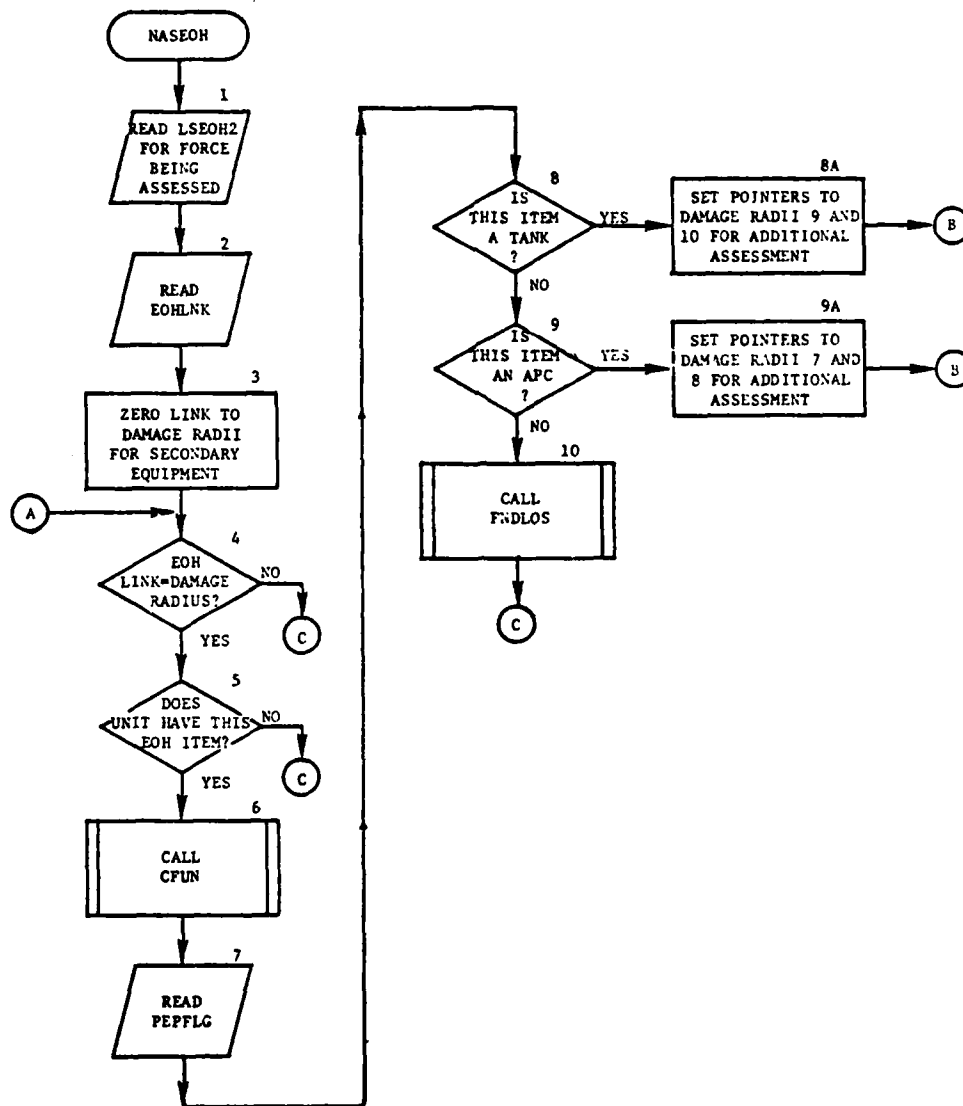 NASEOH
1
READ LSEOH2
FOR FORCE
BEING
ASSESSED
2
READ
EOHLNK
3
ZERO LINK TO
DAMAGE RADII
FOR SECONDARY
EQUIPMENT
A
4
EOH
LINK=DAMAGE
RADIUS?
NO
C
YES
5
DOES
UNIT HAVE THIS
EOH ITEM?
NO
C
YES
6
CALL
CFUN
7
READ
PEPFLG
8
IS
THIS ITEM
A TANK
?
YES
NO
8A
SET POINTERS TO
DAMAGE RADII 9 AND
10 FOR ADDITIONAL
ASSESSMENT
B
9
IS
THIS ITEM
AN APC
?
YES
NO
9A
SET POINTERS TO
DAMAGE RADII 7 AND
8 FOR ADDITIONAL
ASSESSMENT
B
10
CALL
FNDLOS
C